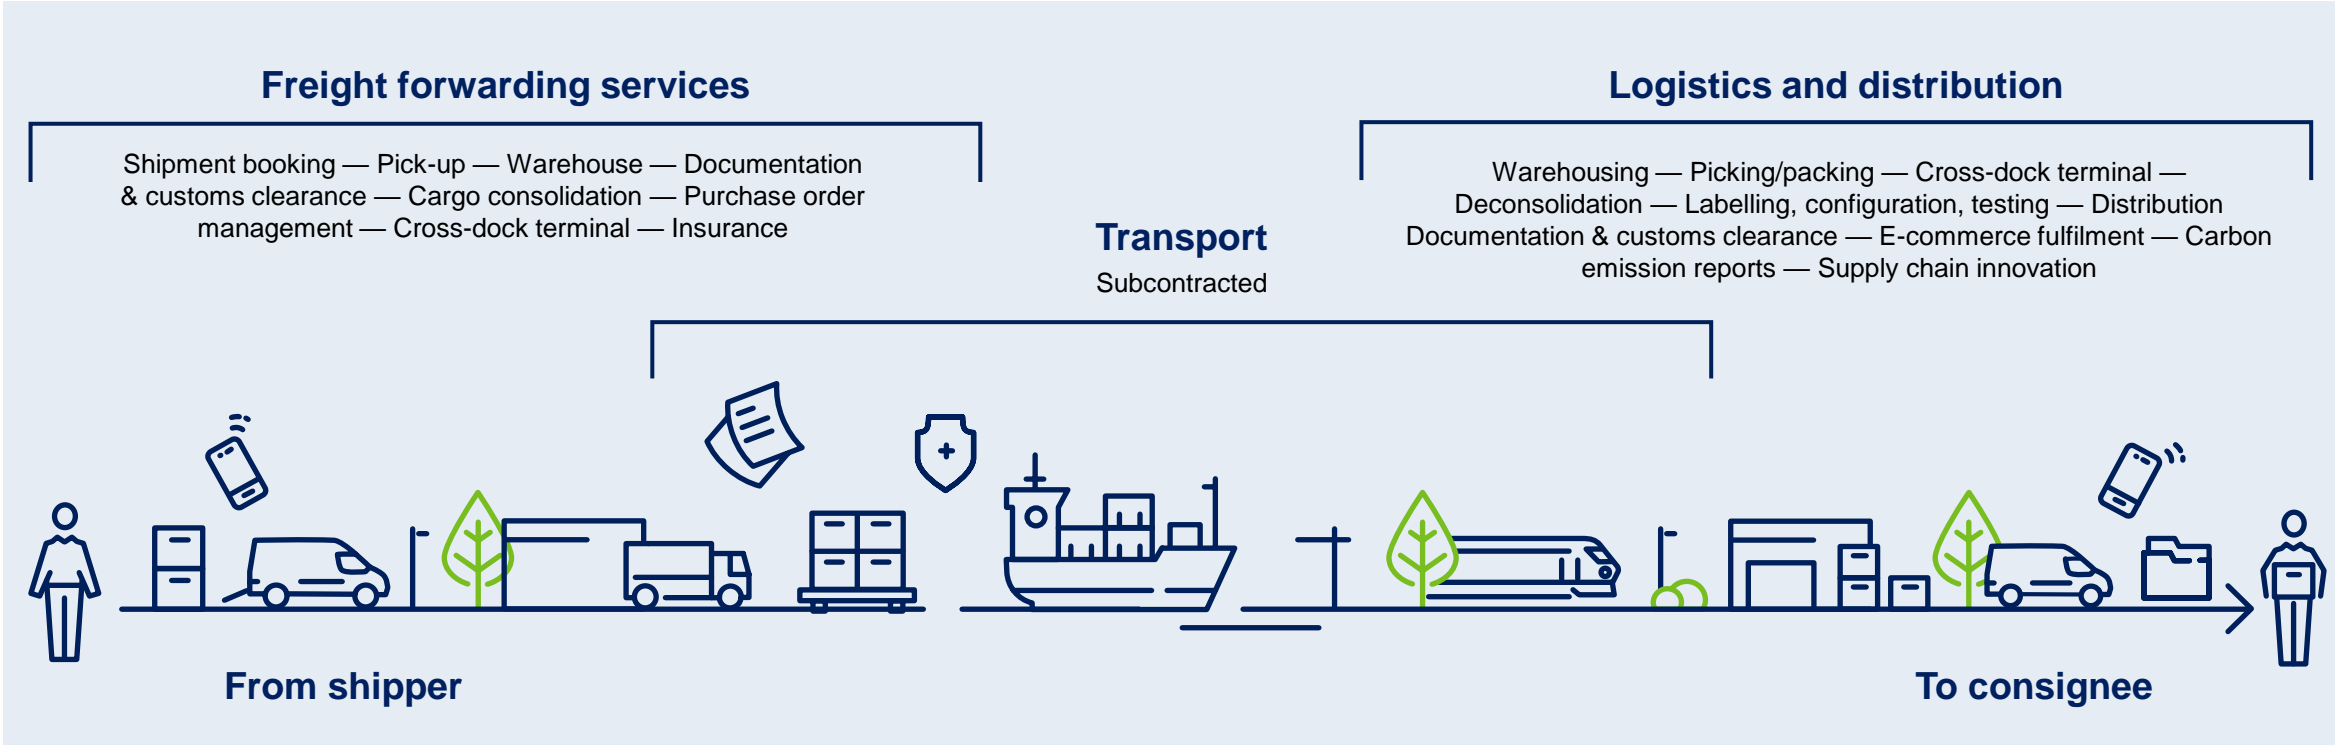 Freight forwarding services
Shipment booking — Pick-up — Warehouse — Documentation
& customs clearance — Cargo consolidation — Purchase order
management — Cross-dock terminal — Insurance
Transport
Subcontracted
Logistics and distribution
Warehousing — Picking/packing — Cross-dock terminal —
Deconsolidation — Labelling, configuration, testing — Distribution
Documentation & customs clearance — E-commerce fulfilment — Carbon
emission reports — Supply chain innovation
From shipper
To consignee